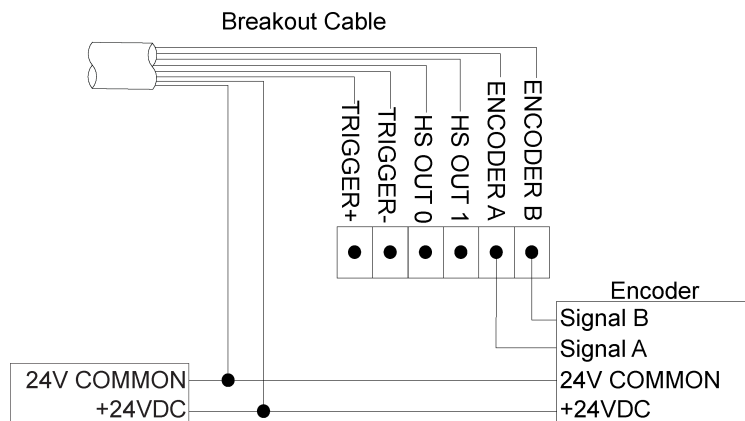 Breakout Cable
TRIGGER+
TRIGGER-
HS OUT 0
HS OUT 1
ENCODER A
ENCODER B
Encoder
Signal B
Signal A
24V COMMON
+24VDC
24V COMMON
+24VDC